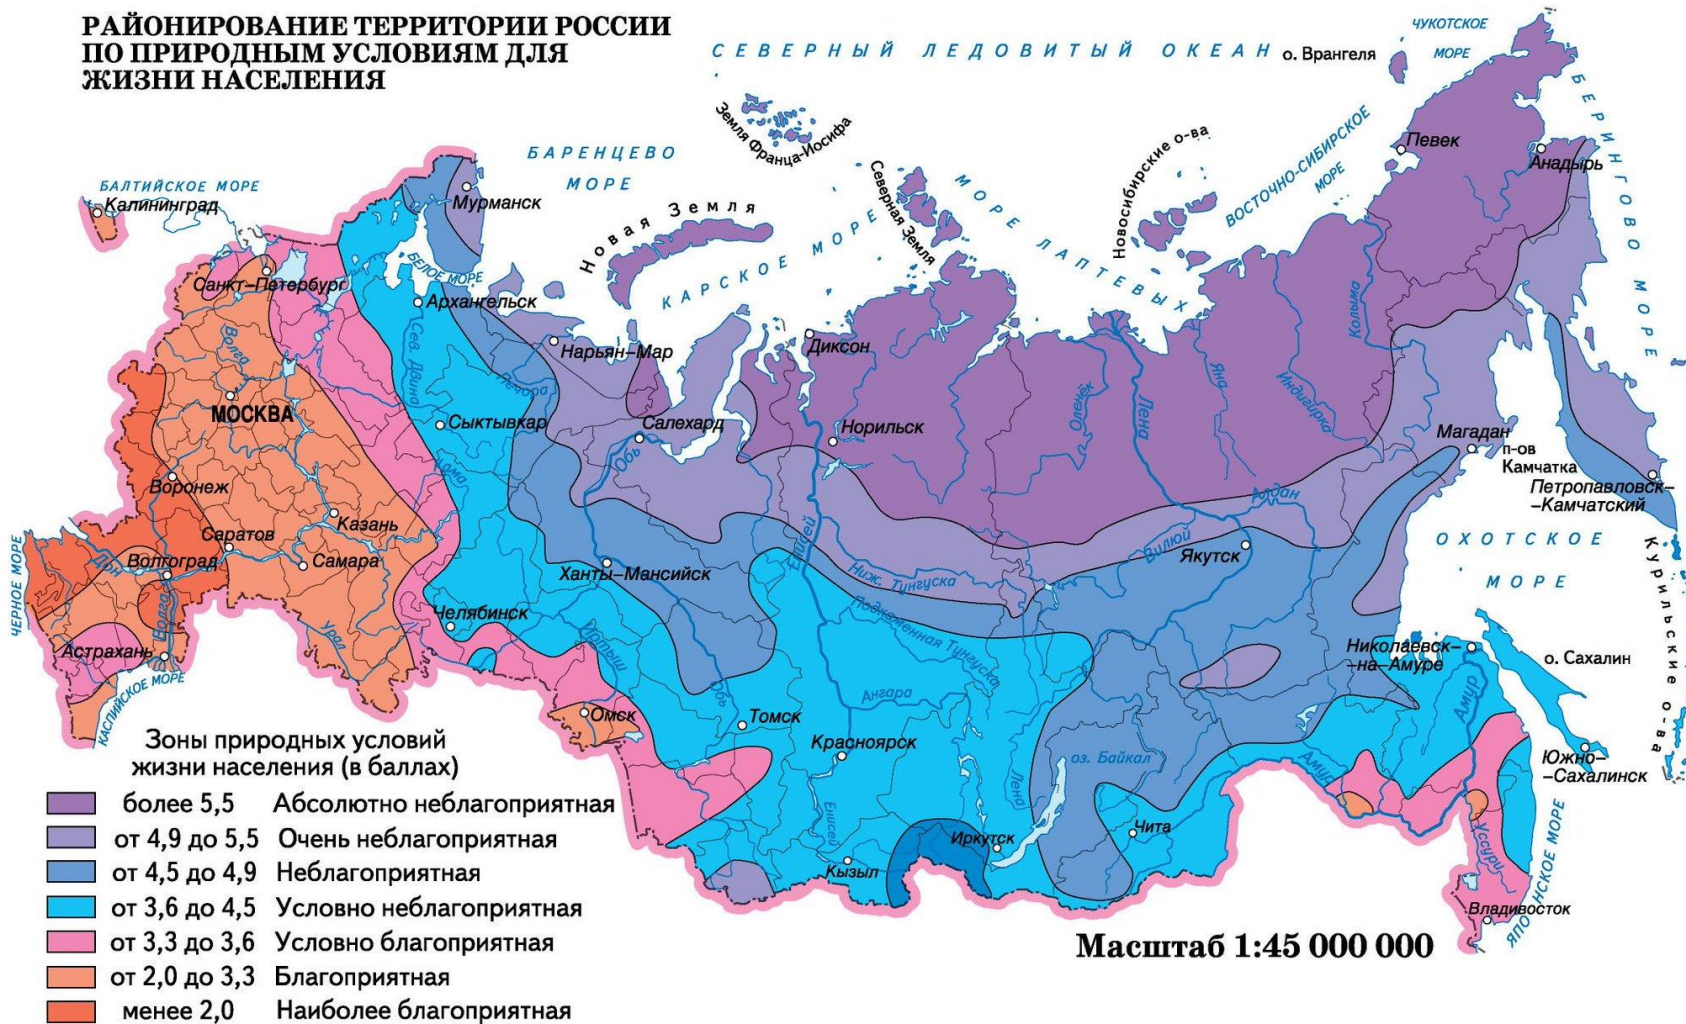 РАЙОНИРОВАНИЕ ТЕРРИТОРИИ РОССИИ
ПО ПРИРОДНЫМ УСЛОВИЯМ ДЛЯ
ЖИЗНИ НАСЕЛЕНИЯ
СЕВЕРНЫЙ ЛЕДОВИТЫЙ ОКЕАН
о. Врангеля
ЧУКОТСКОЕ
МОРЕ
БЕРИНГОВО МОРЕ
Земля Франца-Иосифа
БАРЕНЦЕВО
МОРЕ
Северная Земля
МОРЕ ЛАПТЕВЫХ
Новосибирские о-ва
ВОСТОЧНО-СИБИРСКОЕ
МОРЕ
Певек
Анадырь
БАЛТИЙСКОЕ МОРЕ
Калининград
Мурманск
Новая Земля
КАРСКОЕ МОРЕ
БЕЛОЕ МОРЕ
Санкт-Петербург
Архангельск
Волга
Сев. Двина
Нарьян-Мар
Печора
Диксон
Оленёк
Лена
Яна
Индигирка
Колыма
МОСКВА
Сыктывкар
Салехард
Обь
Норильск
Магадан
п-ов
Камчатка
Петропавловск-
-Камчатский
Воронеж
Кама
Казань
Саратов
Самара
Волгоград
Дон
Волга
Урал
Астрахань
ЧЕРНОЕ МОРЕ
КАСПИЙСКОЕ МОРЕ
Ханты-Мансийск
Енисей
Ниж. Тунгуска
Подкаменная Тунгуска
Вилюй
Алдан
Якутск
ОХОТСКОЕ
МОРЕ
Курильские о-ва
Челябинск
Иртыш
Обь
Омск
Томск
Ангара
Красноярск
Енисей
Кызыл
Иркутск
Лена
оз. Байкал
Чита
Амур
Николаевск-
-на-Амуре
Амур
о. Сахалин
Южно-
-Сахалинск
Уссури
Владивосток
ЯПОНСКОЕ МОРЕ
Зоны природных условий
жизни населения (в баллах)
более 5,5 Абсолютно неблагоприятная
от 4,9 до 5,5 Очень неблагоприятная
от 4,5 до 4,9 Неблагоприятная
от 3,6 до 4,5 Условно неблагоприятная
от 3,3 до 3,6 Условно благоприятная
от 2,0 до 3,3 Благоприятная
менее 2,0 Наиболее благоприятная
Масштаб 1:45 000 000